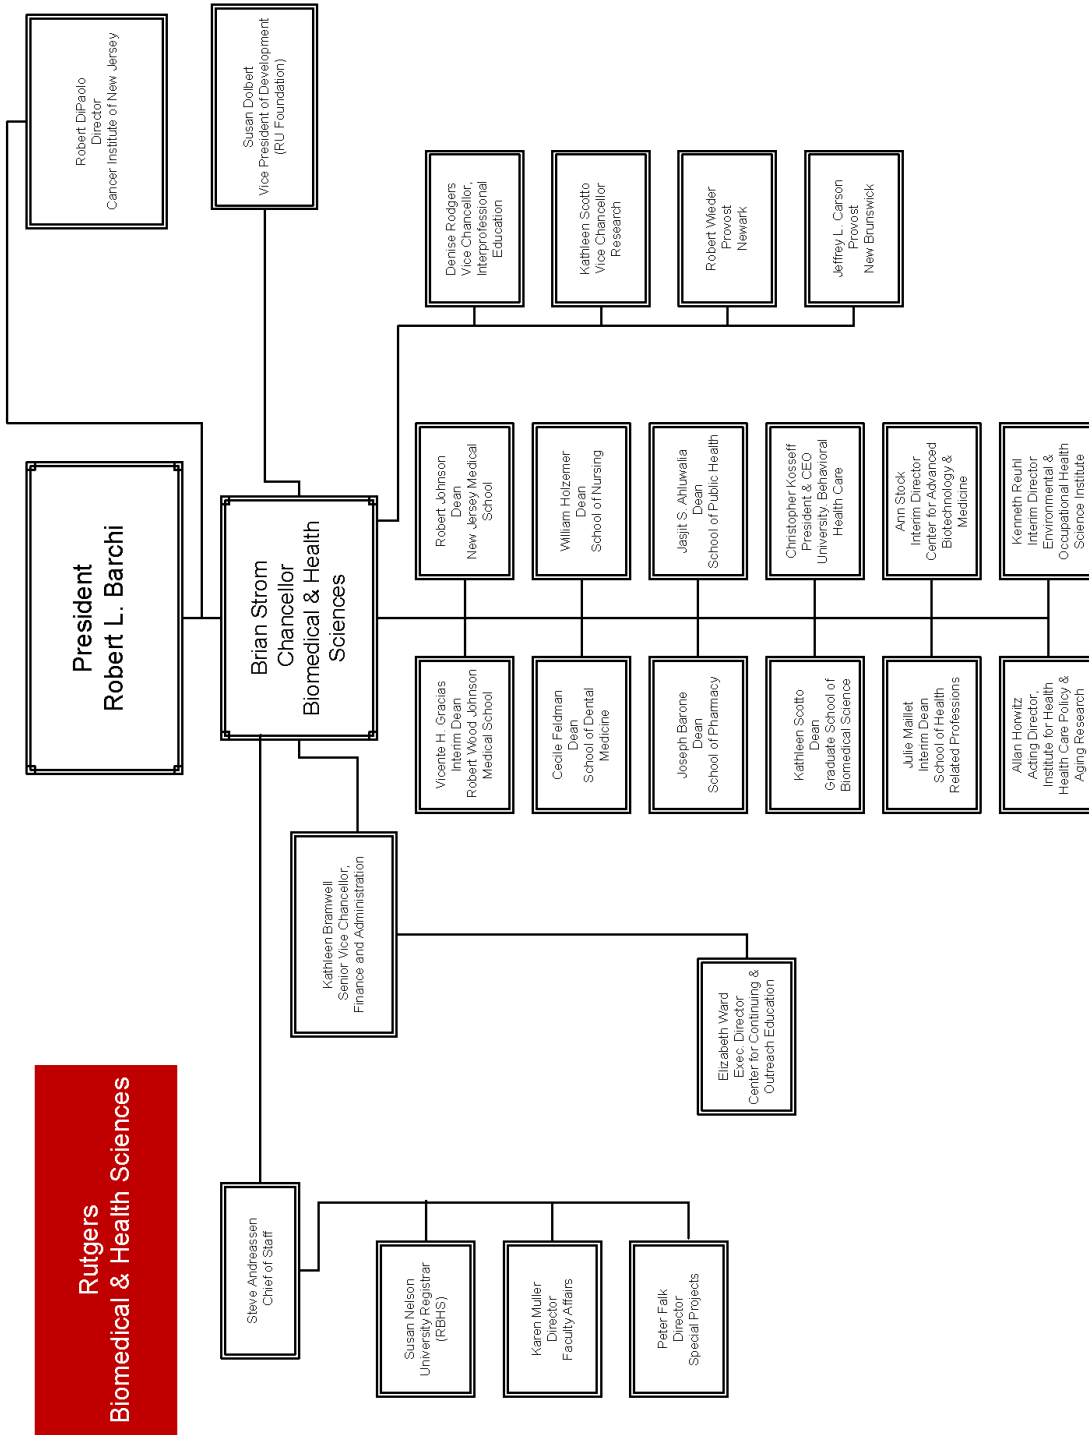 Rutgers
Biomedical & Health Sciences
President
Robert L. Barchi
Robert DiPaolo
Director
Cancer Institute of New Jersey
Steve Andreassen
Chief of Staff
Brian Strom
Chancellor
Biomedical & Health
Sciences
Susan Dolbert
Vice President of Development
(RU Foundation)
Kathleen Bramwell
Senior Vice Chancellor,
Finance and Administration
Susan Nelson
University Registrar
(RBHS)
Karen Muller
Director
Faculty Affairs
Peter Falk
Director
Special Projects
Elizabeth Ward
Exec. Director
Center for Continuing &
Outreach Education
Vicente H. Gracias
Interim Dean
Robert Wood Johnson
Medical School
Robert Johnson
Dean
New Jersey Medical
School
Cecile Feldman
Dean
School of Dental
Medicine
William Holzemer
Dean
School of Nursing
Joseph Barone
Dean
School of Pharmacy
Jasjit S. Ahluwalia
Dean
School of Public Health
Kathleen Scotto
Dean
Graduate School of
Biomedical Science
Christopher Kosseff
President & CEO
University. Behavioral
Health Care
Julie Maillet
Interim Dean
School of Health
Related Professions
Ann Stock
Interim Director
Center for Advanced
Biotechnology &
Medicine
Allan Horwitz
Acting Director,
Institute for Health
Health Care Policy &
Aging Research
Kenneth Reuhl
Interim Director
Environmental &
Occupational Health
Science Institute
Denise Rodgers
Vice Chancellor,
Interprofessional
Education
Kathleen Scotto
Vice Chancellor
Research
Robert Wieder
Provost
Newark
Jeffrey L. Carson
Provost
New Brunswick